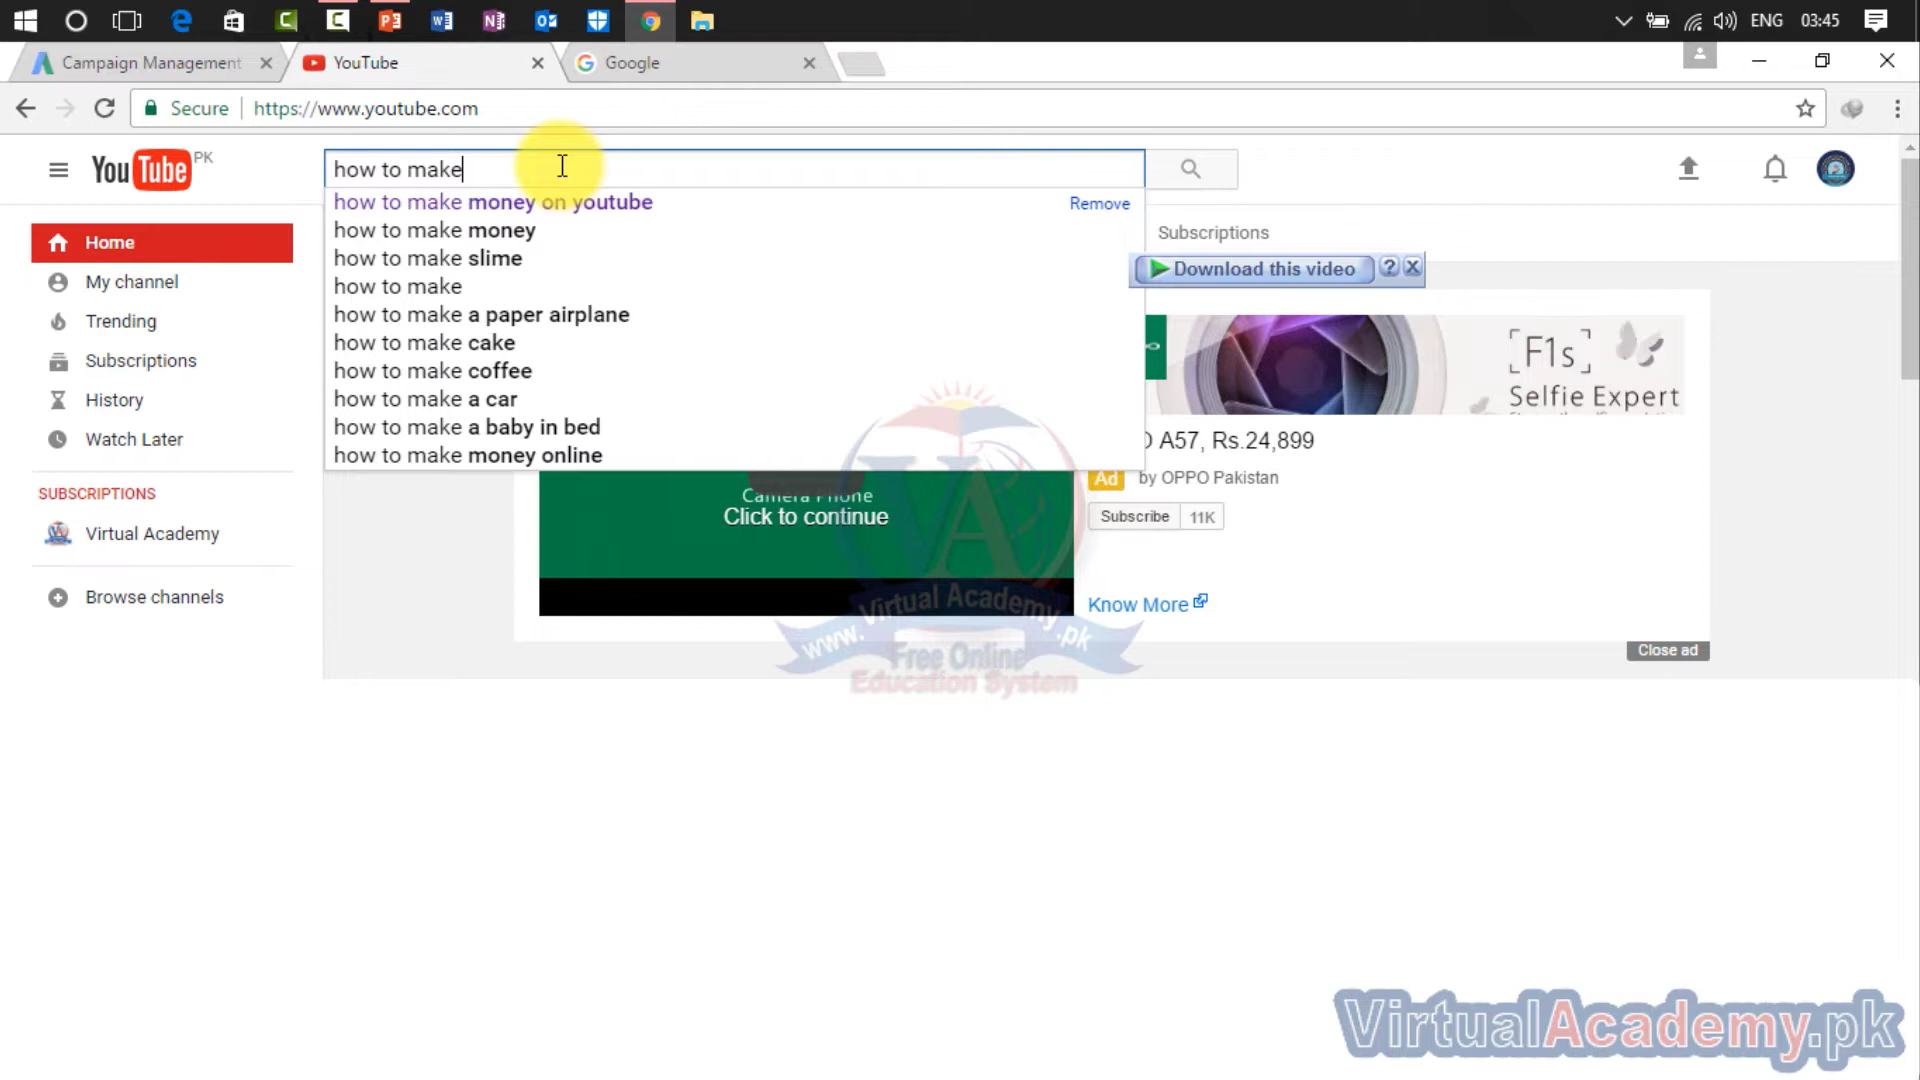 ENG 03:45
Campaign Management
YouTube
Google
Secure
https://www.youtube.com
YouTube PK
how to make
how to make money on youtube
Remove
how to make money
how to make slime
how to make
how to make a paper airplane
how to make cake
how to make coffee
how to make a car
how to make a baby in bed
how to make money online
Home
My channel
Trending
Subscriptions
History
Watch Later
SUBSCRIPTIONS
Virtual Academy
Browse channels
Subscriptions
Download this video
F1s
Selfie Expert
A57, Rs.24,899
Ad by OPPO Pakistan
Subscribe 11K
Camera Phone
Click to continue
Know More
Close ad
VA
www.Virtual Academy.pk
Free Online
Education System
VirtualAcademy.pk